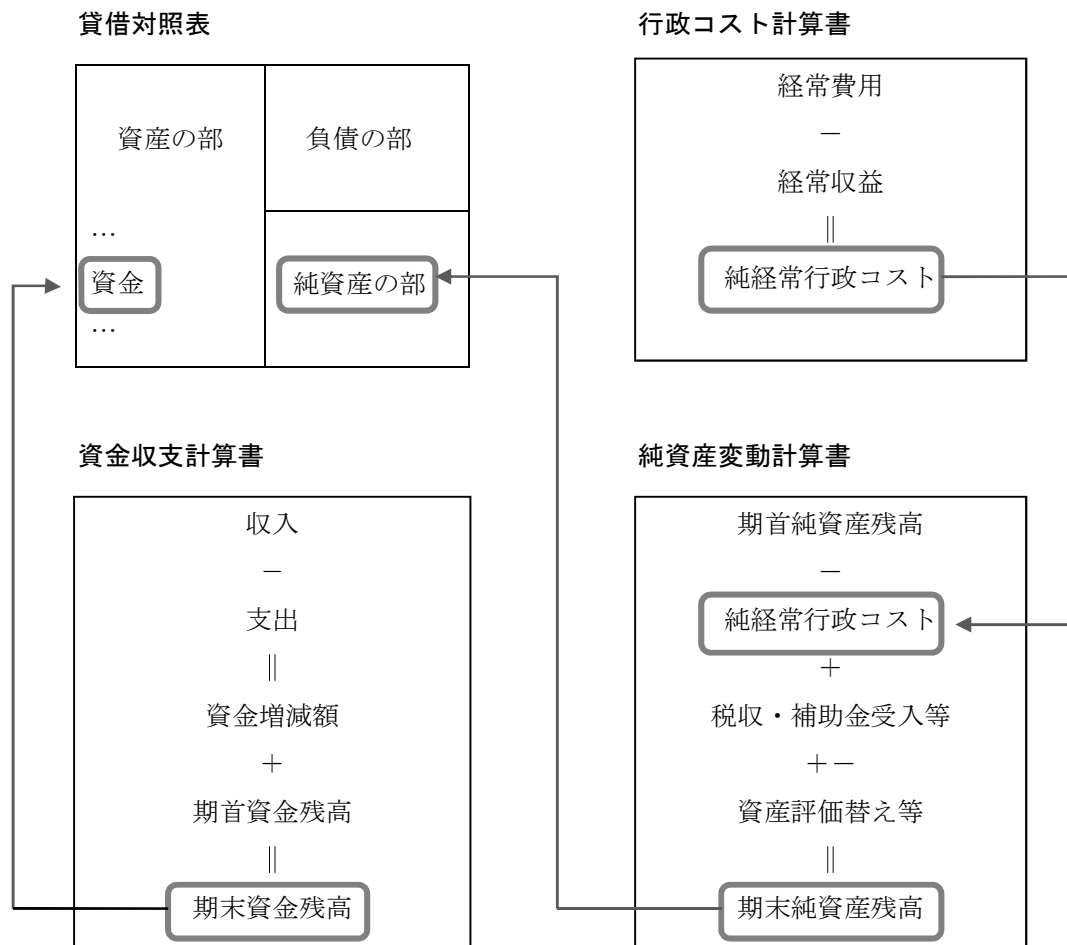 貸借対照表
資産の部
負債の部
…
資金
純資産の部
…
行政コスト計算書
経常費用
－
経常収益
||
純経常行政コスト
資金収支計算書
収入
－
支出
||
資金増減額
＋
期首資金残高
||
期末資金残高
純資産変動計算書
期首純資産残高
－
純経常行政コスト
＋
税収・補助金受入等
＋－
資産評価替え等
||
期末純資産残高